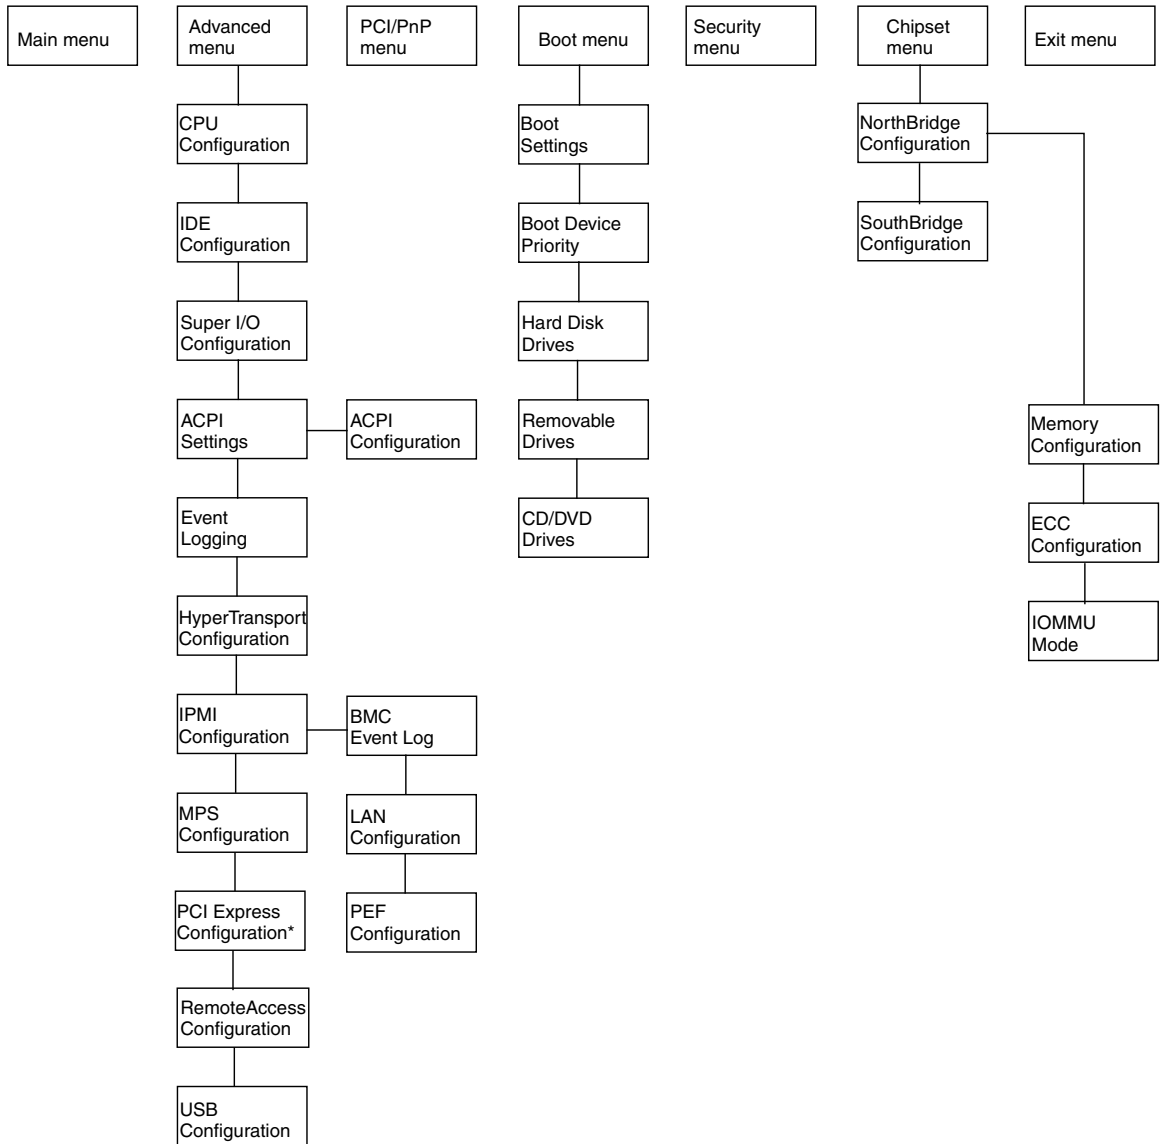 Main menu
Advanced
menu
PCI/PnP
menu
Boot menu
Security
menu
Chipset
menu
Exit menu
CPU
Configuration
IDE
Configuration
Super I/O
Configuration
ACPI
Settings
Event
Logging
HyperTransport
Configuration
IPMI
Configuration
MPS
Configuration
PCI Express
Configuration*
RemoteAccess
Configuration
USB
Configuration
ACPI
Configuration
BMC
Event Log
LAN
Configuration
PEF
Configuration
Boot
Settings
Boot Device
Priority
Hard Disk
Drives
Removable
Drives
CD/DVD
Drives
NorthBridge
Configuration
SouthBridge
Configuration
Memory
Configuration
ECC
Configuration
IOMMU
Mode